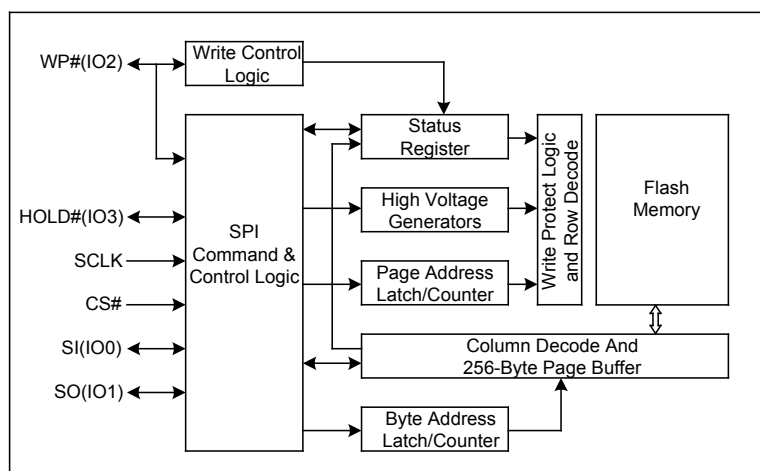 WP#(IO2)
Write Control
Logic
Status
Register
HOLD#(IO3)
SCLK
CS#
SI(IO0)
SO(IO1)
SPI
Command &
Control Logic
High Voltage
Generators
Page Address
Latch/Counter
Write Protect Logic
and Row Decode
Flash
Memory
Column Decode And
256-Byte Page Buffer
Byte Address
Latch/Counter